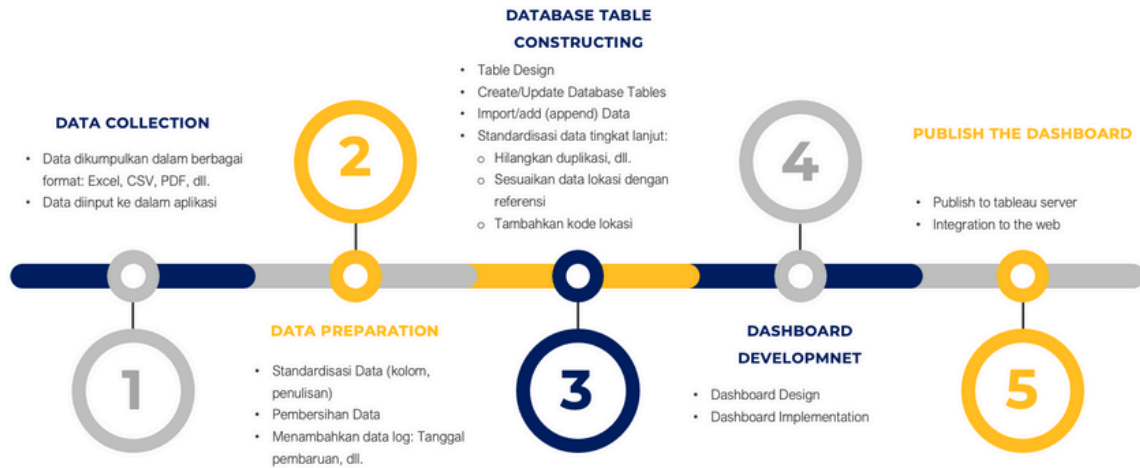 DATA COLLECTION
• Data dikumpulkan dalam berbagai
format: Excel, CSV, PDF, dll.
• Data diinput ke dalam aplikasi
1
2
DATA PREPARATION
• Standardisasi Data (kolom,
penulisan)
• Pembersihan Data
• Menambahkan data log: Tanggal
pembaruan, dll.
DATABASE TABLE
CONSTRUCTING
• Table Design
• Create/Update Database Tables
• Import/add (append) Data
• Standardisasi data tingkat lanjut:
o Hilangkan duplikasi, dll.
o Sesuaikan data lokasi dengan
referensi
o Tambahkan kode lokasi
3
4
DASHBOARD
DEVELOPMNET
• Dashboard Design
• Dashboard Implementation
PUBLISH THE DASHBOARD
• Publish to tableau server
• Integration to the web
5